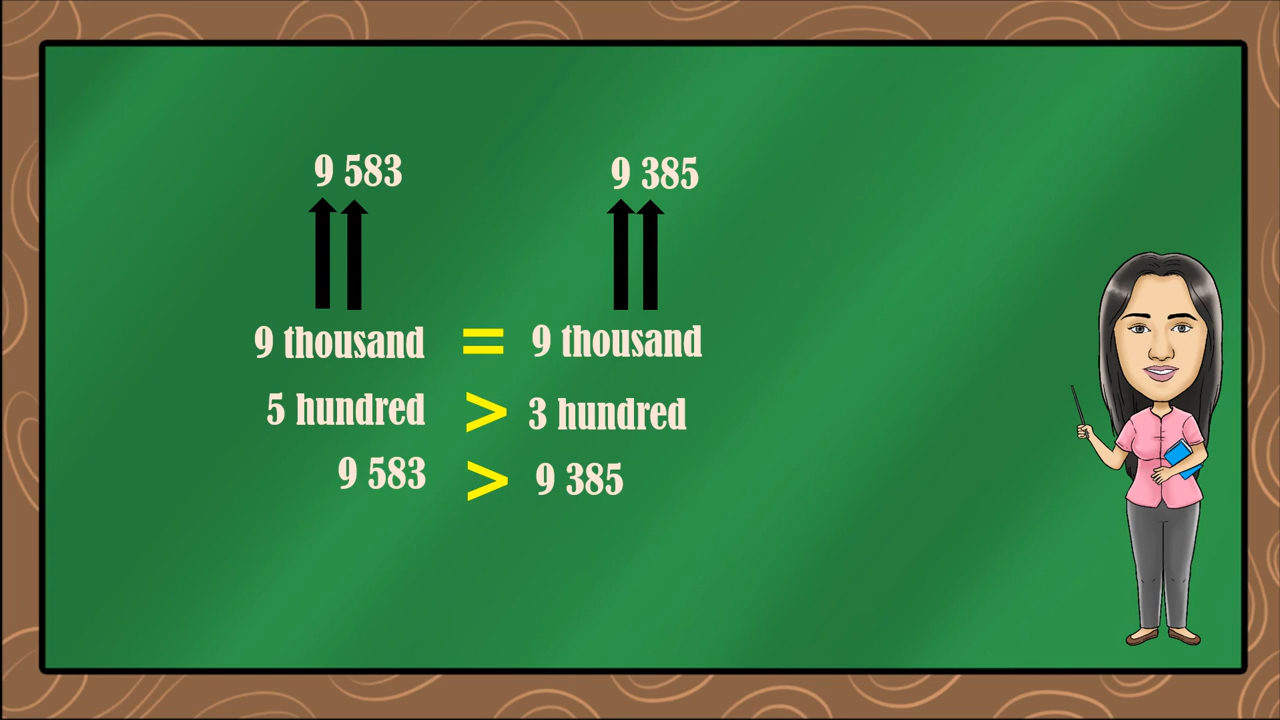 9 583 9 385
9 thousand = 9 thousand
5 hundred > 3 hundred
9 583 > 9 385